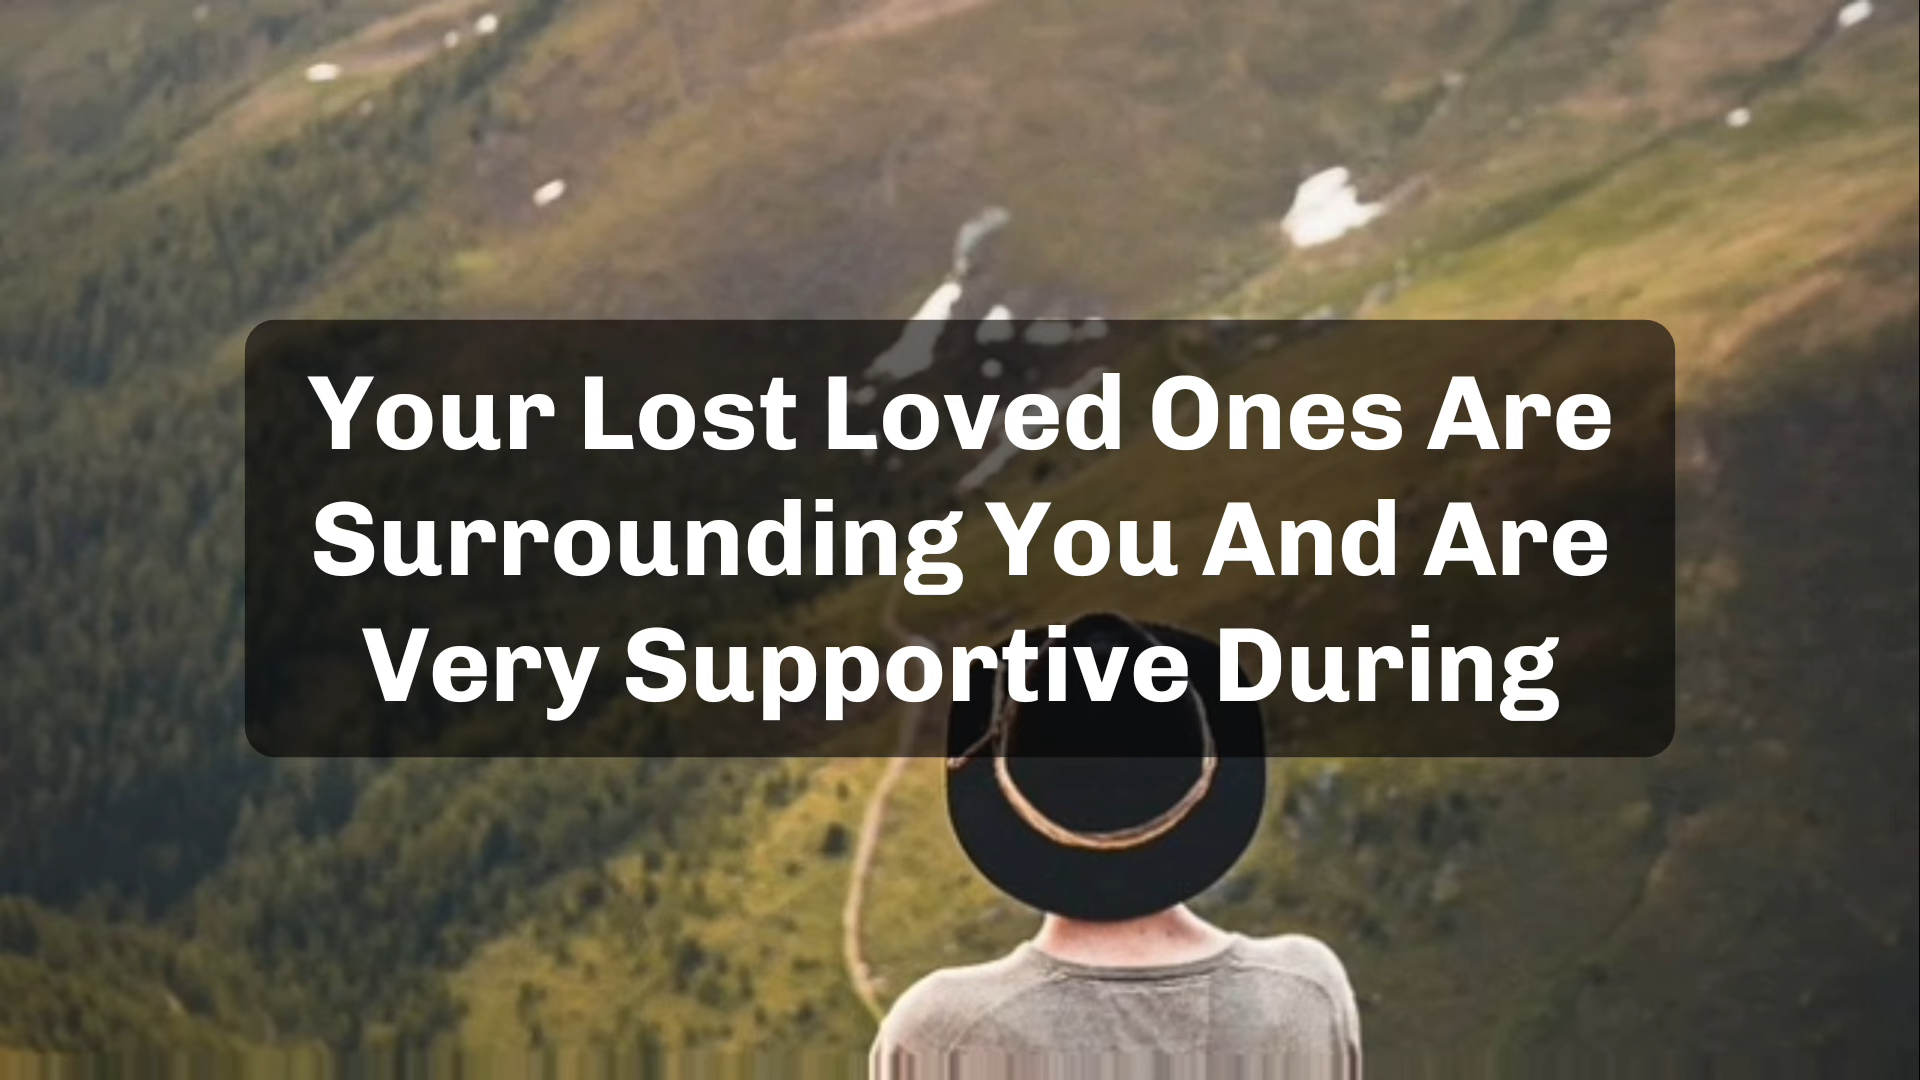 Your Lost Loved Ones Are
Surrounding You And Are
Very Supportive During